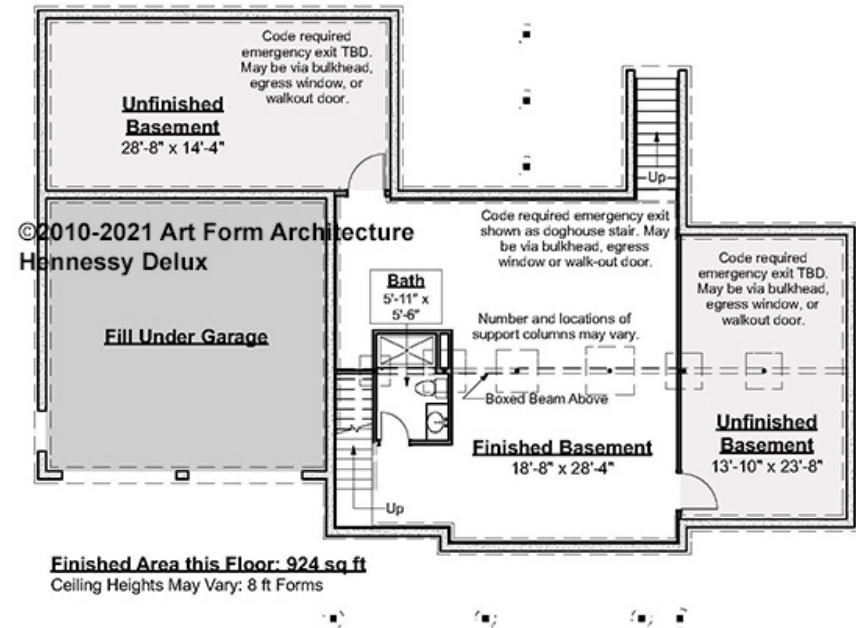 Code required
emergency exit TBD.
May be via bulkhead,
egress window, or
walkout door.
Unfinished
Basement
28'-8" x 14'-4"
Up
©2010-2021 Art Form Architecture
Hennessy Delux
Code required emergency exit
shown as doghouse stair. May
be via bulkhead, egress
window or walk-out door.
Code required
emergency exit TBD.
May be via bulkhead,
egress window, or
walkout door.
Bath
5'-11" x
5'-6"
Fill Under Garage
Number and locations of
support columns may vary.
Boxed Beam Above
Finished Basement
18'-8" x 28'-4"
Unfinished
Basement
13'-10" x 23'-8"
Up
Finished Area this Floor: 924 sq ft
Ceiling Heights May Vary: 8 ft Forms